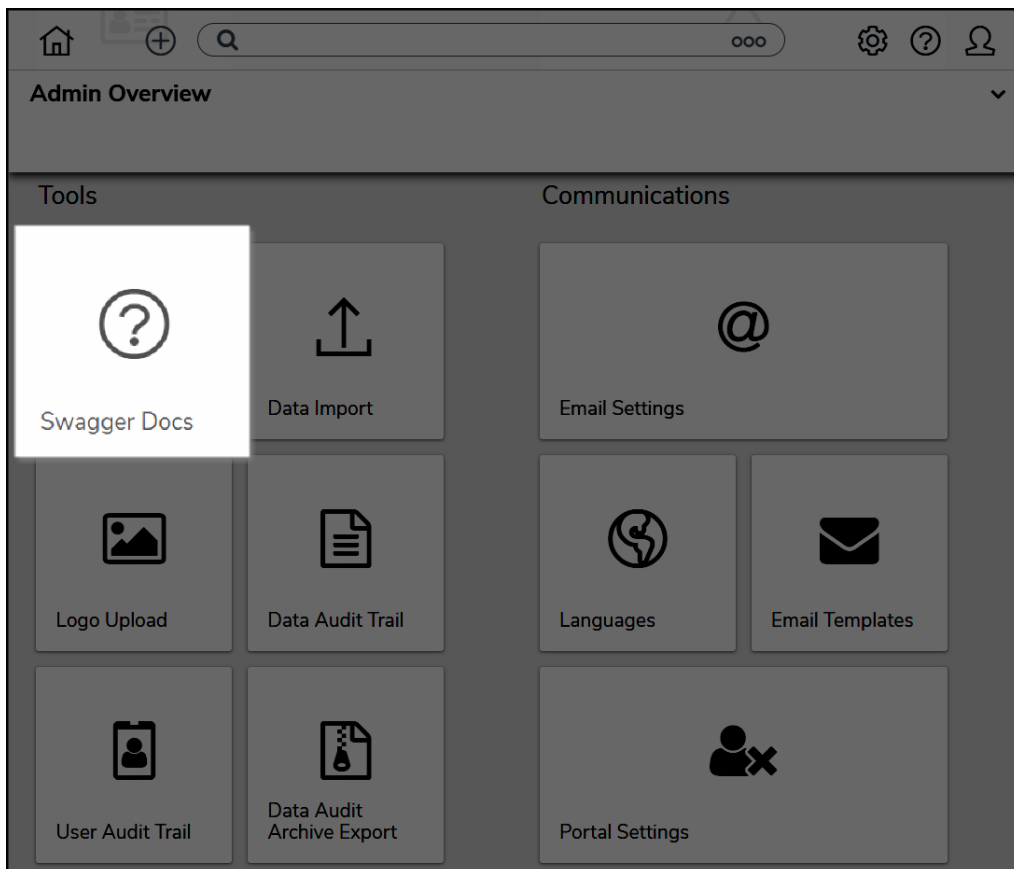 Admin Overview
Tools
Communications
Swagger Docs
Data Import
Email Settings
Logo Upload
Data Audit Trail
Languages
Email Templates
User Audit Trail
Data Audit
Archive Export
Portal Settings